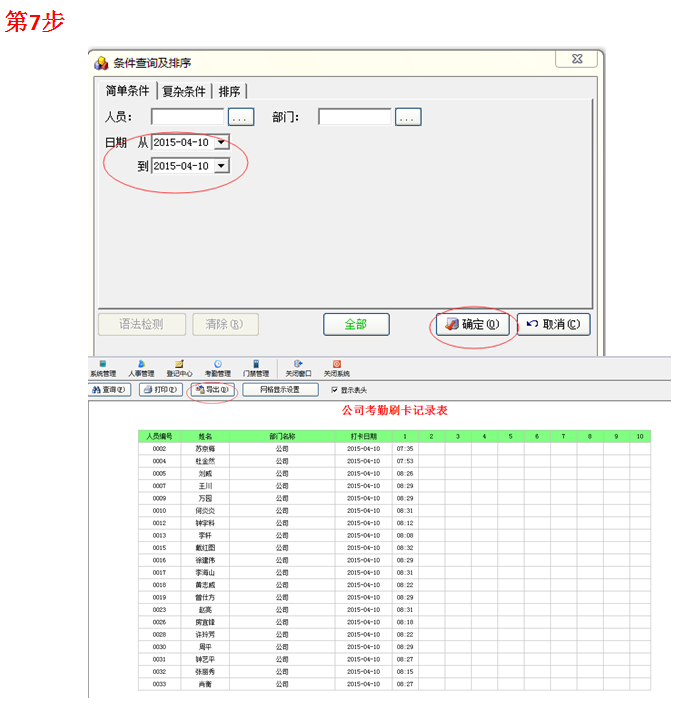 第7步
条件查询及排序
简单条件 复杂条件 排序
人员： ... 部门： ...
日期 从 2015-04-10
到 2015-04-10
语法检测 清除(R) 全部 确定(O) 取消(C)
系统管理 人事管理 登记中心 考勤管理 门禁管理 关闭窗口 关闭系统
查询(Z) 打印(Z) 导出(X) 网格显示设置 显示表头
公司考勤刷卡记录表
人员编号 姓名 部门名称 打卡日期 1 2 3 4 5 6 7 8 9 10
0002 苏奈梅 公司 2015-04-10 07:35
0004 杜金然 公司 2015-04-10 07:53
0005 刘威 公司 2015-04-10 08:26
0007 王川 公司 2015-04-10 08:29
0009 万园 公司 2015-04-10 08:29
0010 何炎炎 公司 2015-04-10 08:31
0012 钟学科 公司 2015-04-10 08:12
0013 李轩 公司 2015-04-10 08:08
0015 戴红图 公司 2015-04-10 08:32
0016 徐建伟 公司 2015-04-10 08:29
0017 李海山 公司 2015-04-10 08:31
0018 黄志威 公司 2015-04-10 08:22
0019 曾仕方 公司 2015-04-10 08:29
0023 赵亮 公司 2015-04-10 08:31
0026 房宜锋 公司 2015-04-10 08:18
0028 许玲芳 公司 2015-04-10 08:22
0030 周平 公司 2015-04-10 08:29
0031 钟艺平 公司 2015-04-10 08:27
0032 张丽秀 公司 2015-04-10 08:15
0033 肖衡 公司 2015-04-10 08:27